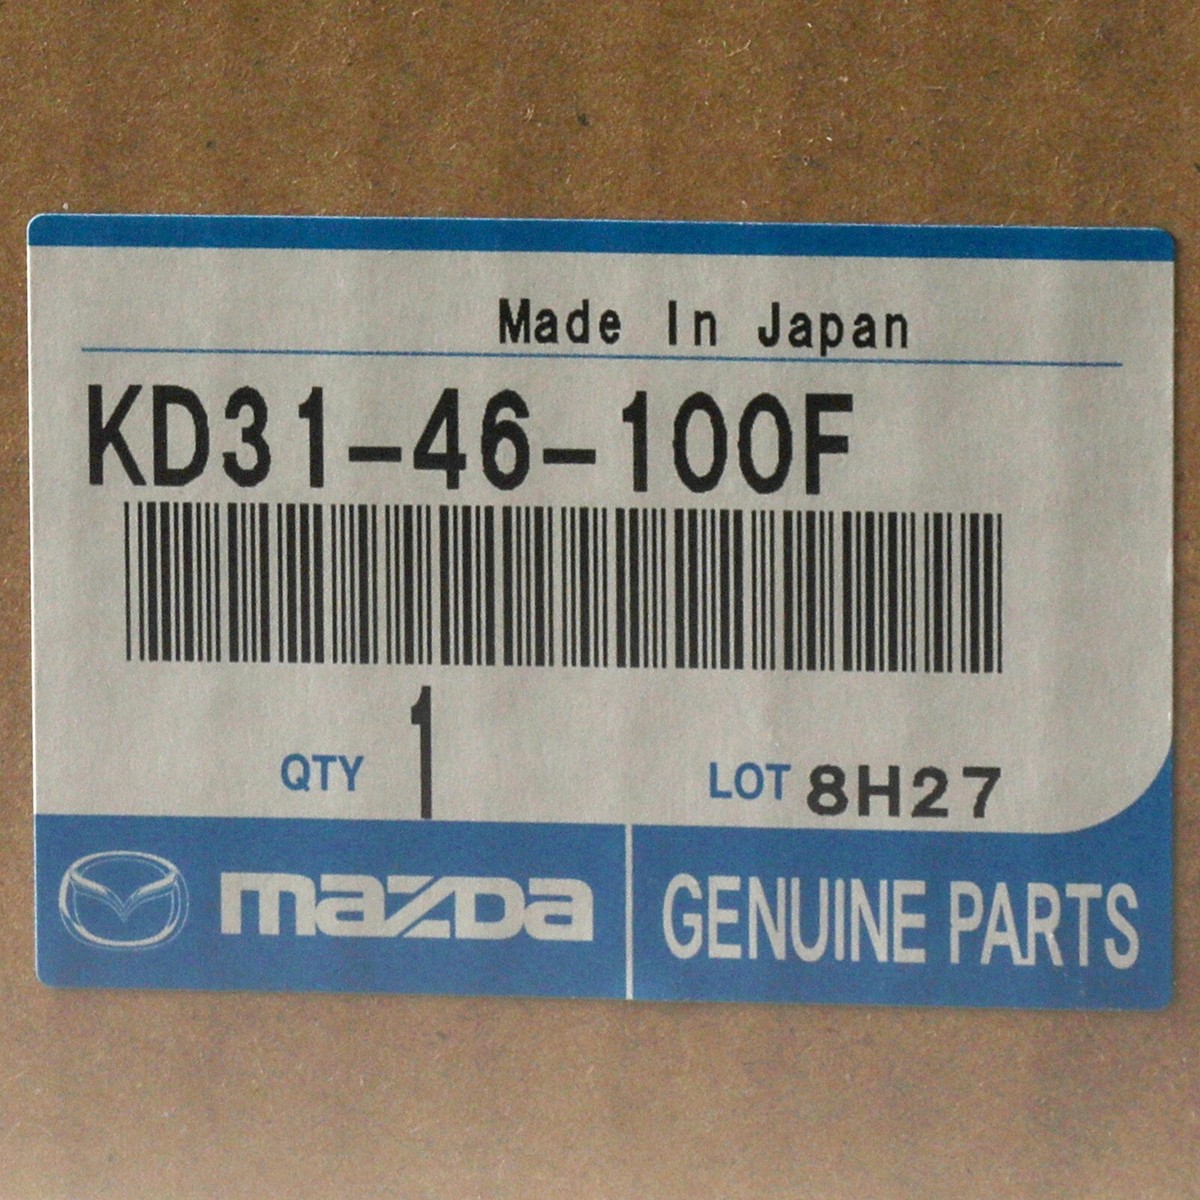 Made In Japan
KD31-46-100F
QTY 1 LOT 8H27
mazda GENUINE PARTS